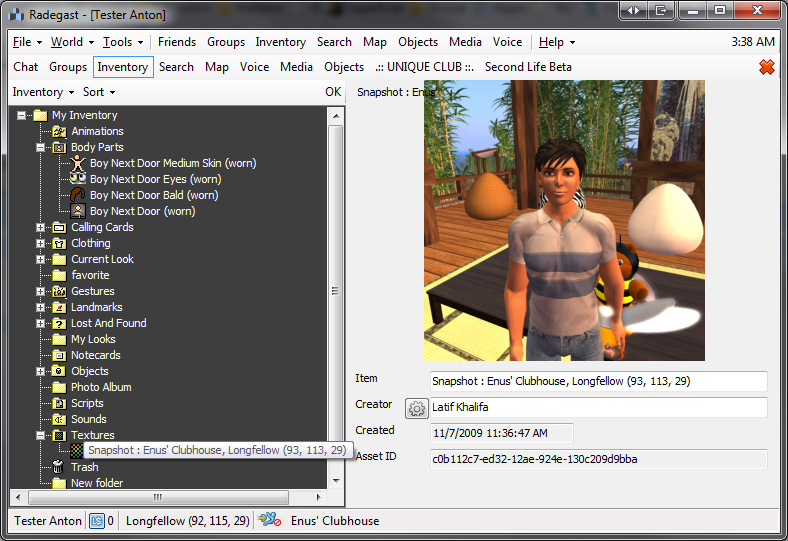 Radegast - [Tester Anton]
File World Tools Friends Groups Inventory Search Map Objects Media Voice Help 3:38 AM
Chat Groups Inventory Search Map Voice Media Objects .:: UNIQUE CLUB ::. Second Life Beta
Inventory Sort OK
My Inventory
Animations
Body Parts
Boy Next Door Medium Skin (worn)
Boy Next Door Eyes (worn)
Boy Next Door Bald (worn)
Boy Next Door (worn)
Calling Cards
Clothing
Current Look
favorite
Gestures
Landmarks
Lost And Found
My Looks
Notecards
Objects
Photo Album
Scripts
Sounds
Textures
Snapshot : Enus' Clubhouse, Longfellow (93, 113, 29)
Trash
New folder
Snapshot : Enus'
Item Snapshot : Enus' Clubhouse, Longfellow (93, 113, 29)
Creator Latif Khalifa
Created 11/7/2009 11:36:47 AM
Asset ID c0b112c7-ed32-12ae-924e-130c209d9bba
Tester Anton L$ 0 Longfellow (92, 115, 29) Enus' Clubhouse